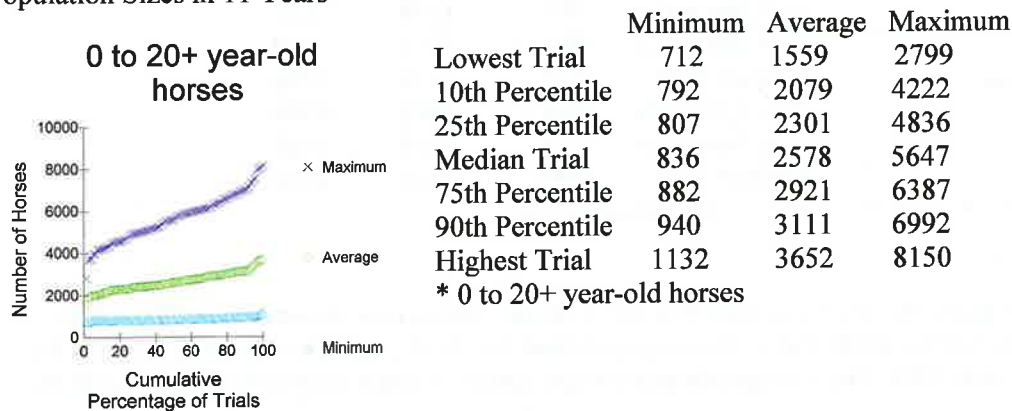 opulation Sizes in 11 Years
0 to 20+ year-old
horses
10000
8000
6000
4000
2000
0
0 20 40 60 80 100
Number of Horses
Cumulative
Percentage of Trials
× Maximum
Average
Minimum
Minimum Average Maximum
Lowest Trial 712 1559 2799
10th Percentile 792 2079 4222
25th Percentile 807 2301 4836
Median Trial 836 2578 5647
75th Percentile 882 2921 6387
90th Percentile 940 3111 6992
Highest Trial 1132 3652 8150
* 0 to 20+ year-old horses